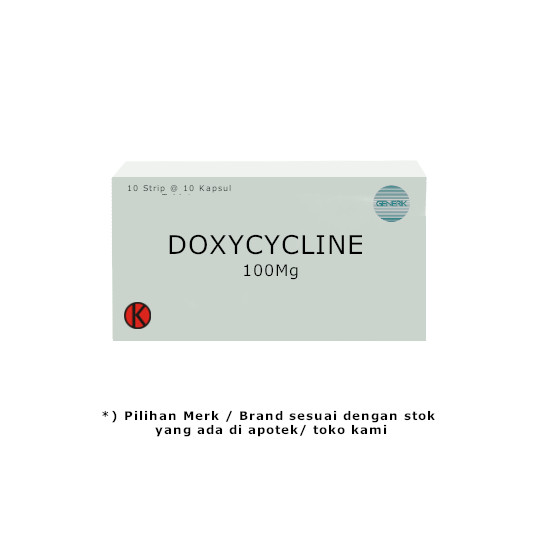 10 Strip @ 10 Kapsul
GENERIK
DOXYCYCLINE
100Mg
K
*) Pilihan Merk / Brand sesuai dengan stok
yang ada di apotek/ toko kami